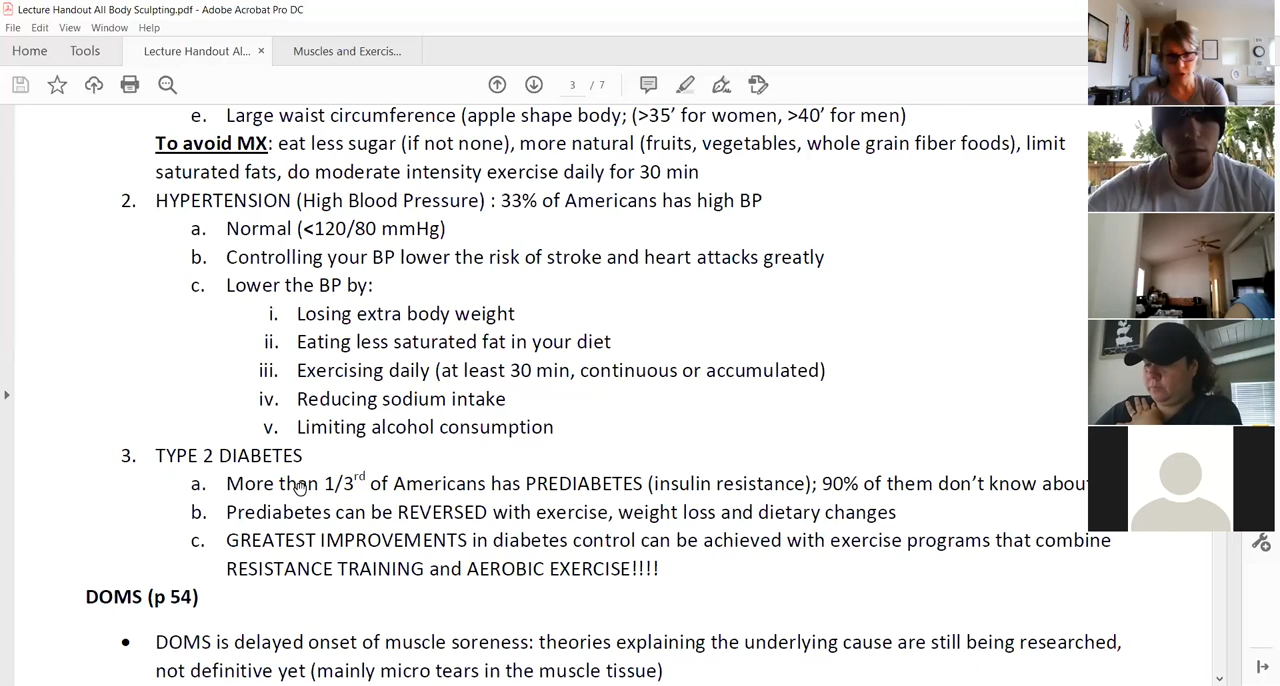 Lecture Handout All Body Sculpting.pdf - Adobe Acrobat Pro DC
File Edit View Window Help
Home Tools Lecture Handout Al... × Muscles and Exercis...
3 / 7
e. Large waist circumference (apple shape body; (>35’ for women, >40’ for men)
To avoid MX: eat less sugar (if not none), more natural (fruits, vegetables, whole grain fiber foods), limit
saturated fats, do moderate intensity exercise daily for 30 min
2. HYPERTENSION (High Blood Pressure) : 33% of Americans has high BP
a. Normal (<120/80 mmHg)
b. Controlling your BP lower the risk of stroke and heart attacks greatly
c. Lower the BP by:
i. Losing extra body weight
ii. Eating less saturated fat in your diet
iii. Exercising daily (at least 30 min, continuous or accumulated)
iv. Reducing sodium intake
v. Limiting alcohol consumption
3. TYPE 2 DIABETES
a. More than 1/3rd of Americans has PREDIABETES (insulin resistance); 90% of them don’t know about
b. Prediabetes can be REVERSED with exercise, weight loss and dietary changes
c. GREATEST IMPROVEMENTS in diabetes control can be achieved with exercise programs that combine
RESISTANCE TRAINING and AEROBIC EXERCISE!!!!
DOMS (p 54)
• DOMS is delayed onset of muscle soreness: theories explaining the underlying cause are still being researched,
not definitive yet (mainly micro tears in the muscle tissue)